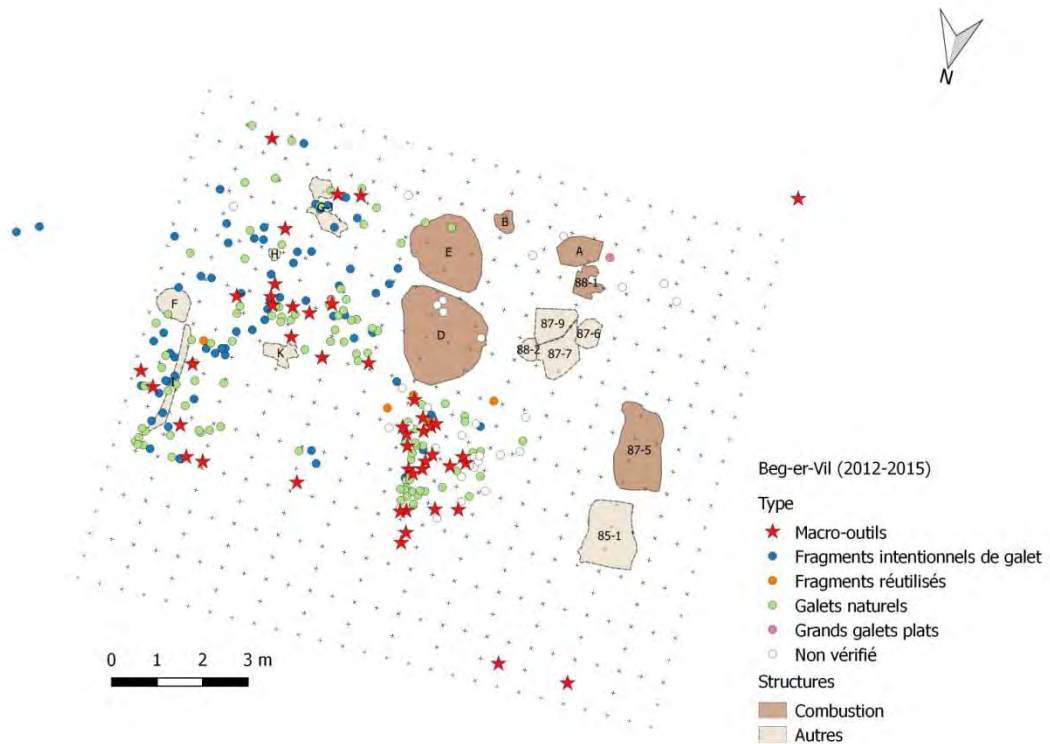 N
B
G-J
E
A
H
88-1
F
87-9
87-6
D
88-2
87-7
K
I
87-5
85-1
Beg-er-Vil (2012-2015)
Type
Macro-outils
Fragments intentionnels de galet
Fragments réutilisés
Galets naturels
Grands galets plats
Non vérifié
Structures
Combustion
Autres
0 1 2 3 m